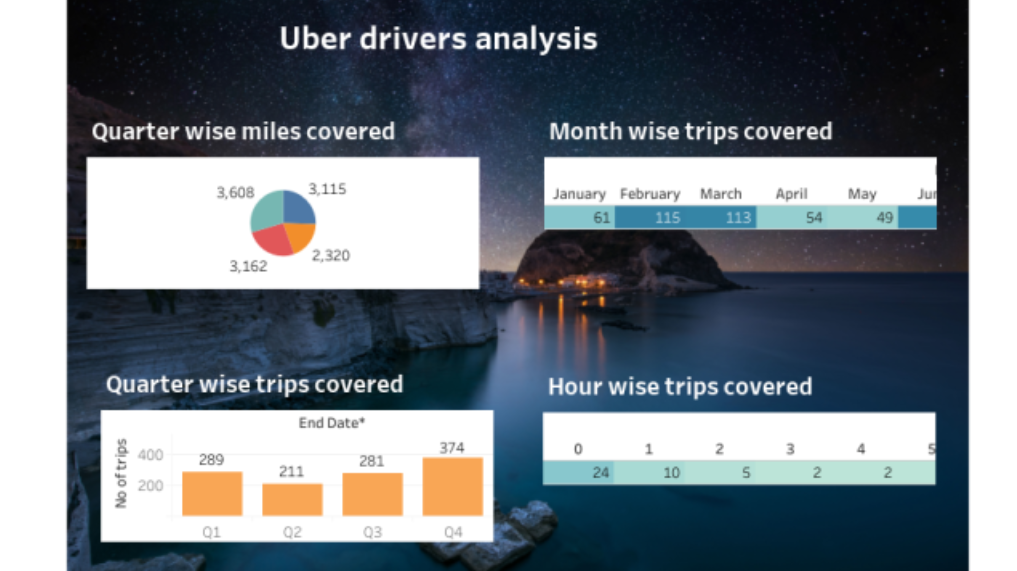 Uber drivers analysis
Quarter wise miles covered
3,608
3,115
2,320
3,162
Month wise trips covered
January February March April May
61 115 113 54 49
Quarter wise trips covered
End Date*
No of trips
400
200
289
211
281
374
Q1 Q2 Q3 Q4
Hour wise trips covered
0 1 2 3 4 5
24 10 5 2 2